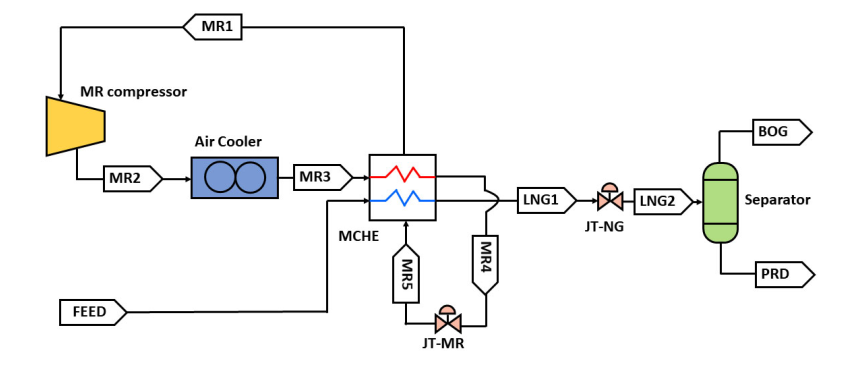 MR1
MR compressor
Air Cooler
BOG
MR2
MR3
LNG1
LNG2
Separator
JT-NG
MCHE
MR5
MR4
PRD
FEED
JT-MR